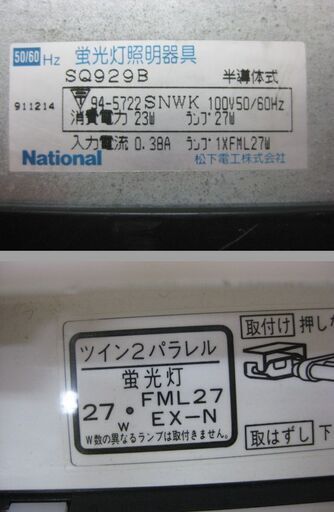 50/60 Hz 蛍光灯照明器具
SQ929B 半導体式
911214 〒 94-5722 SNWK 100V50/60Hz
消費電力 23W ランプ 27W
入力電流 0.38A ランプ 1XFML27W
National 松下電工株式会社
ツイン2パラレル
蛍光灯
27W・FML27
EX-N
W数の異なるランプは取付きません。
取付け 押した
取はずし 下